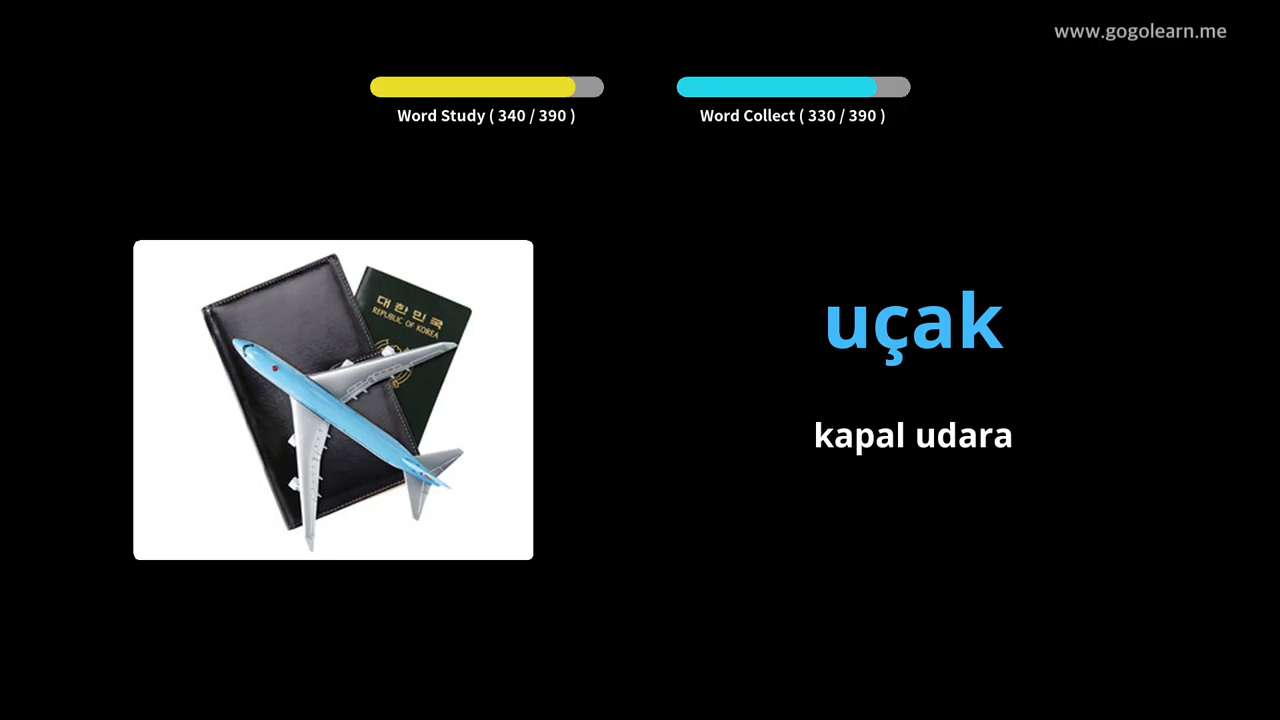 www.gogolearn.me
Word Study ( 340 / 390 )
Word Collect ( 330 / 390 )
대한민국
REPUBLIC OF KOREA
uçak
kapal udara